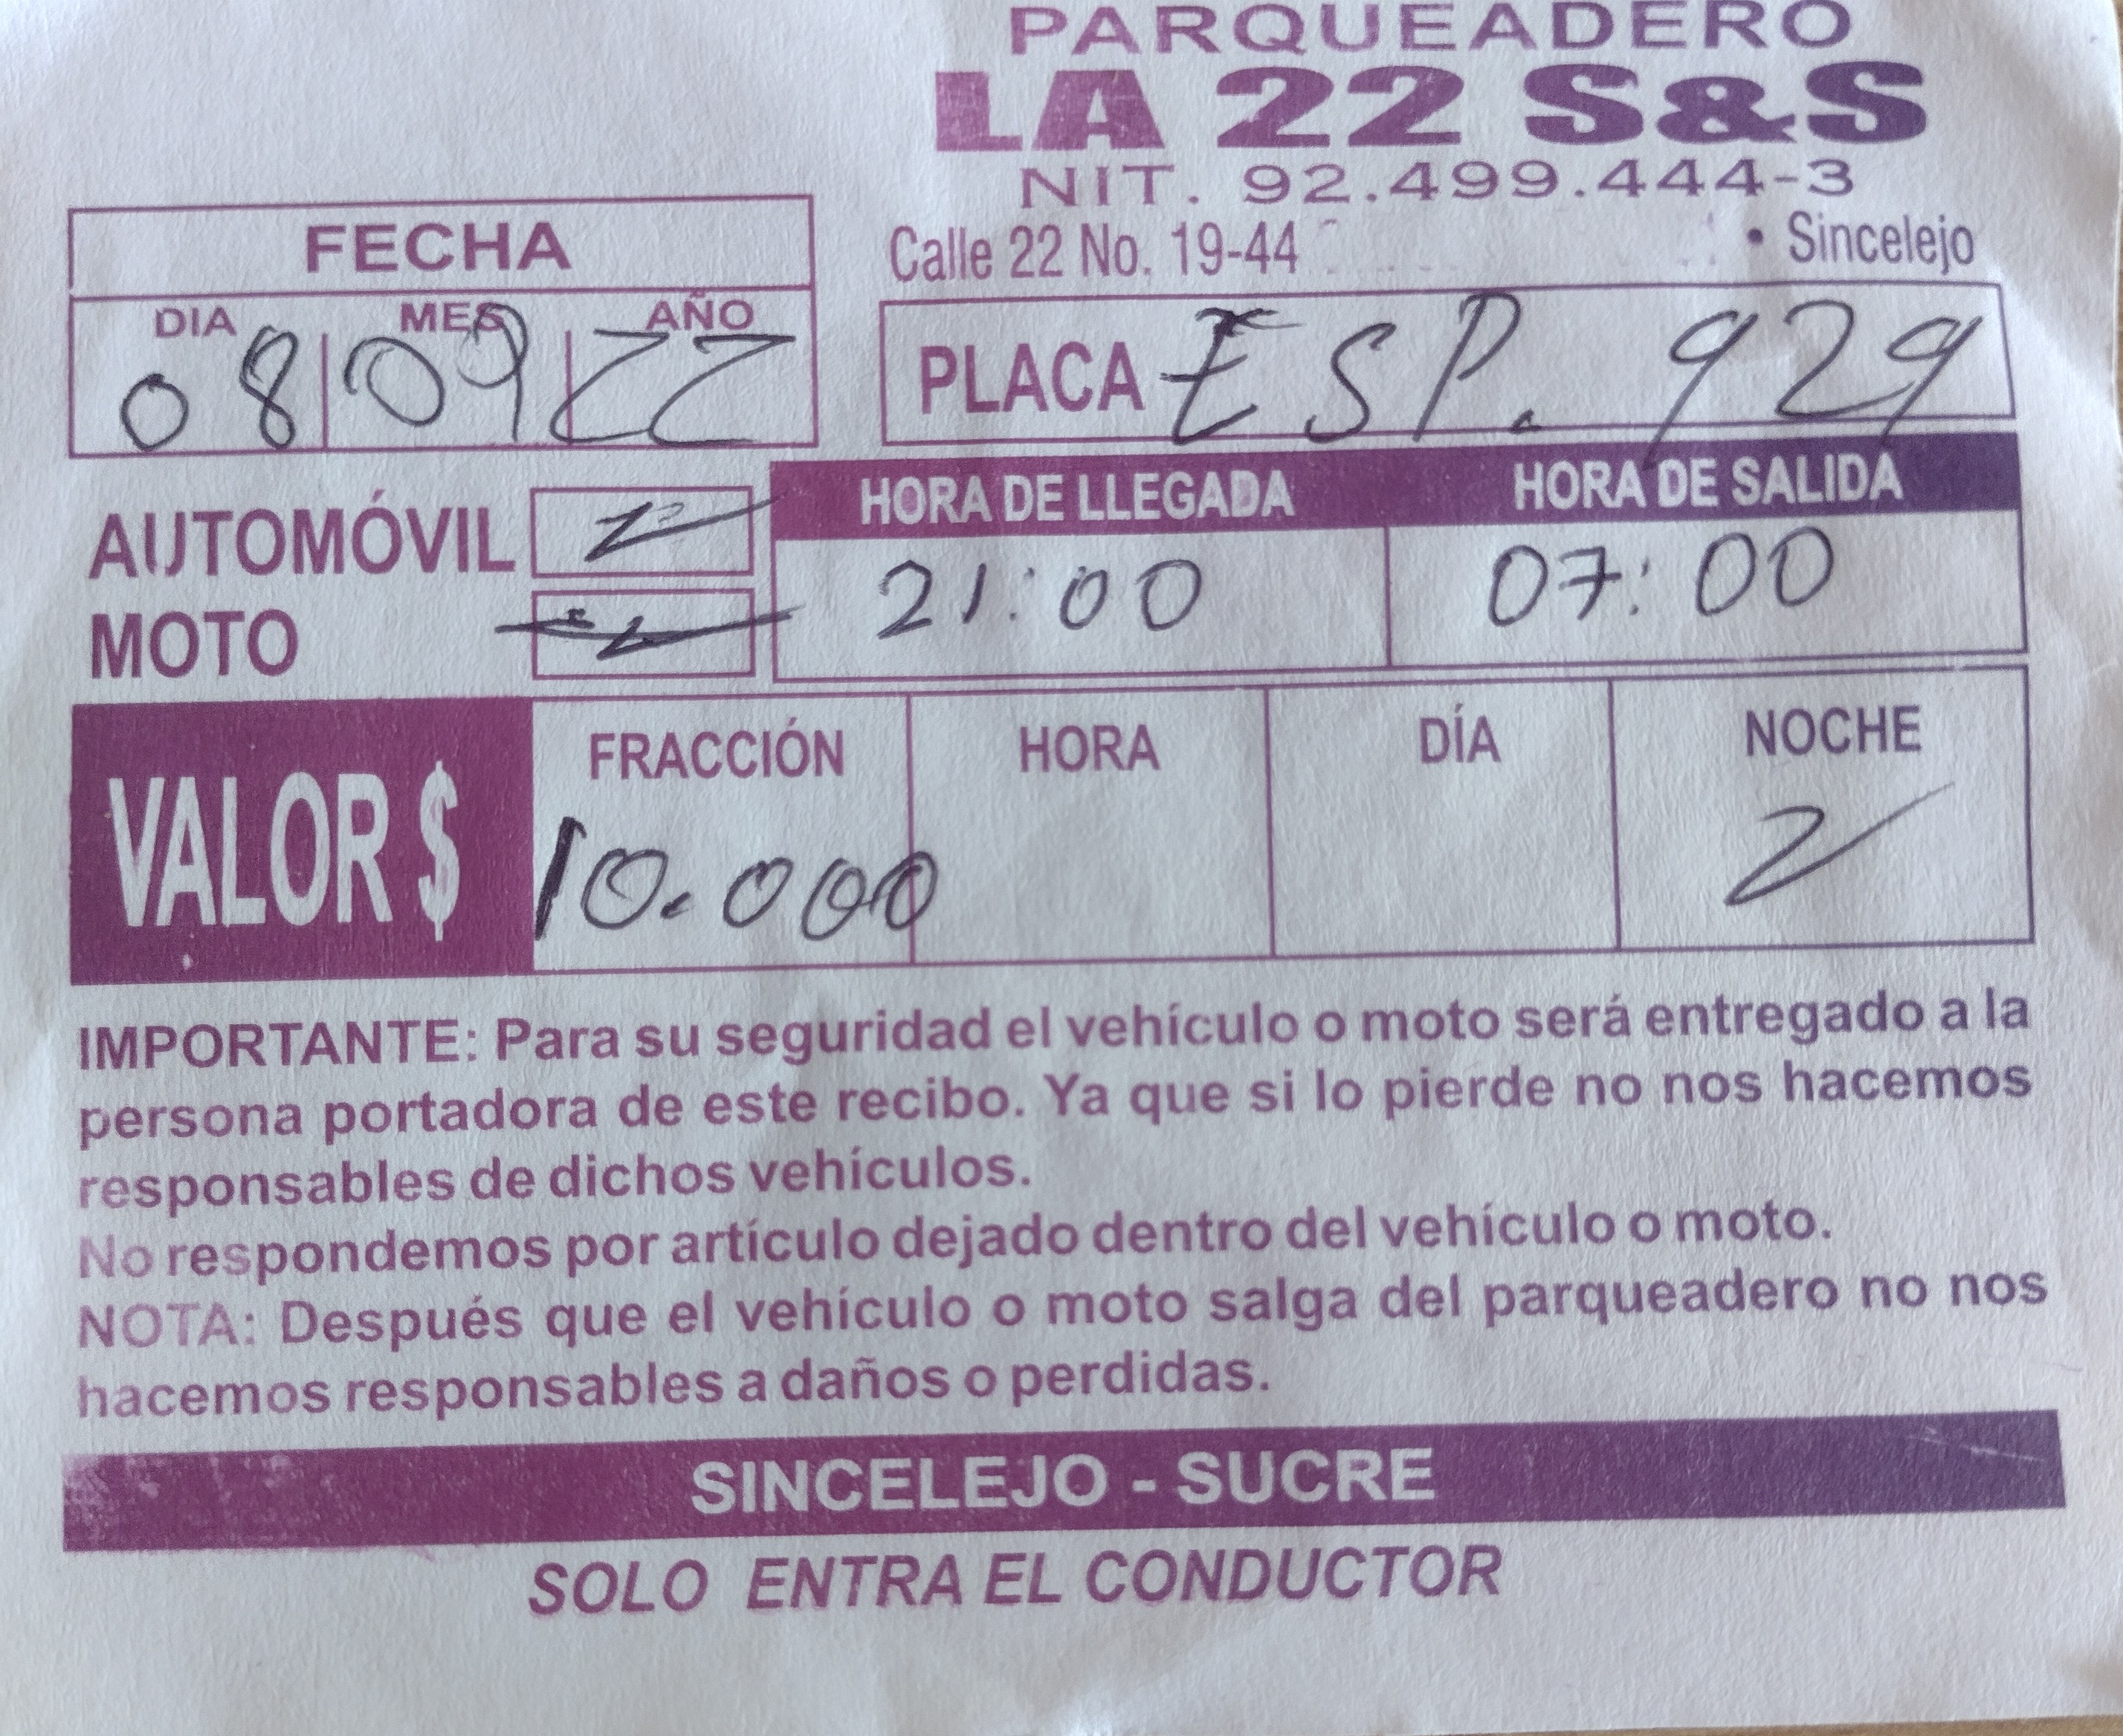 PARQUEADERO
LA 22 S&S
NIT. 92.499.444-3
Calle 22 No. 19-44 • Sincelejo
FECHA
DIA MES AÑO
08 09 22
PLACA ESP. 929
AUTOMÓVIL
MOTO
HORA DE LLEGADA HORA DE SALIDA
21:00 07:00
VALOR $
FRACCIÓN HORA DÍA NOCHE
10.000
IMPORTANTE: Para su seguridad el vehículo o moto será entregado a la
persona portadora de este recibo. Ya que si lo pierde no nos hacemos
responsables de dichos vehículos.
No respondemos por artículo dejado dentro del vehículo o moto.
NOTA: Después que el vehículo o moto salga del parqueadero no nos
hacemos responsables a daños o perdidas.
SINCELEJO - SUCRE
SOLO ENTRA EL CONDUCTOR